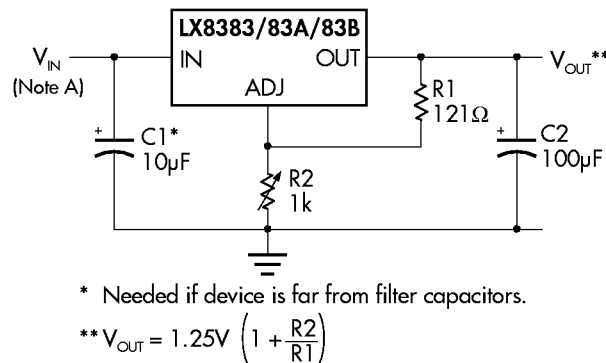 LX8383/83A/83B
V_IN
(Note A)
IN
OUT
V_OUT**
ADJ
R1
121Ω
+
C1*
10µF
R2
1k
+
C2
100µF
* Needed if device is far from filter capacitors.
**V_OUT = 1.25V (1 + R2/R1)